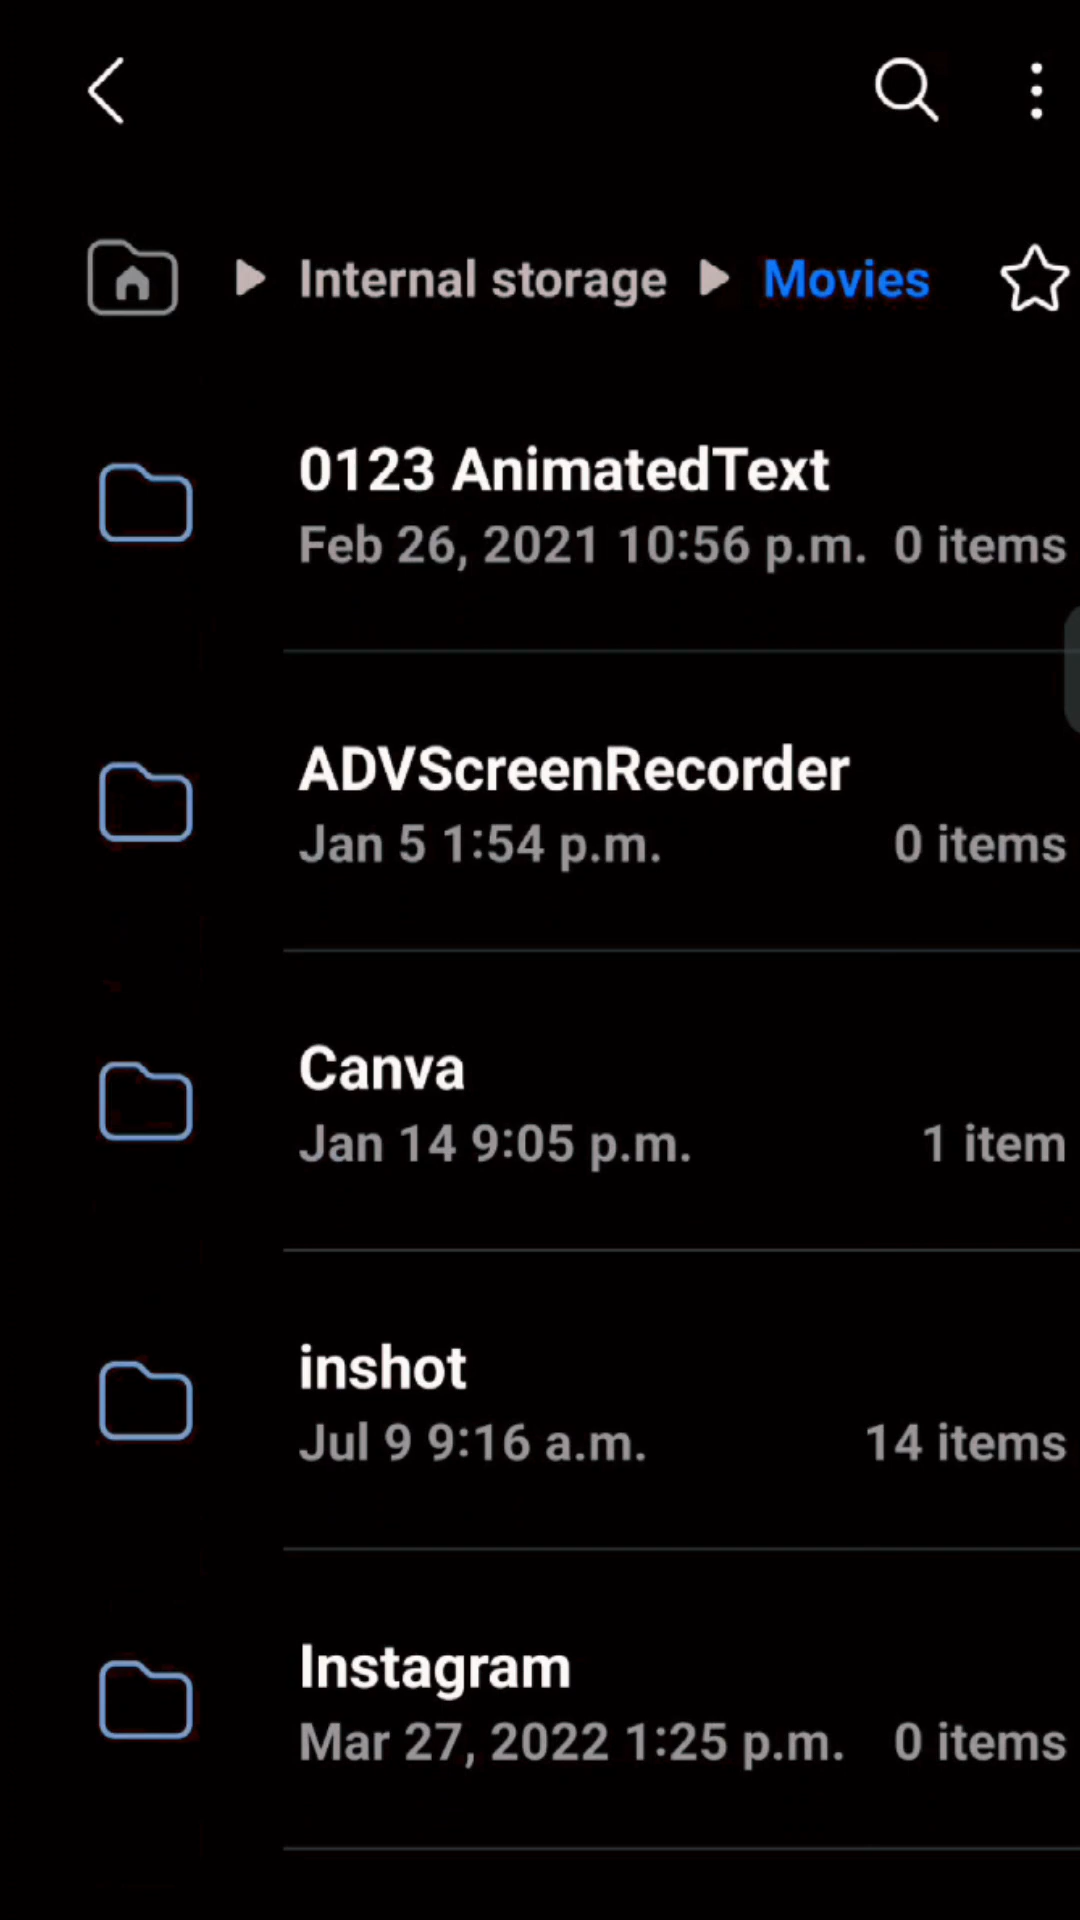 Internal storage Movies
0123 AnimatedText
Feb 26, 2021 10:56 p.m. 0 items
ADVScreenRecorder
Jan 5 1:54 p.m. 0 items
Canva
Jan 14 9:05 p.m. 1 item
inshot
Jul 9 9:16 a.m. 14 items
Instagram
Mar 27, 2022 1:25 p.m. 0 items